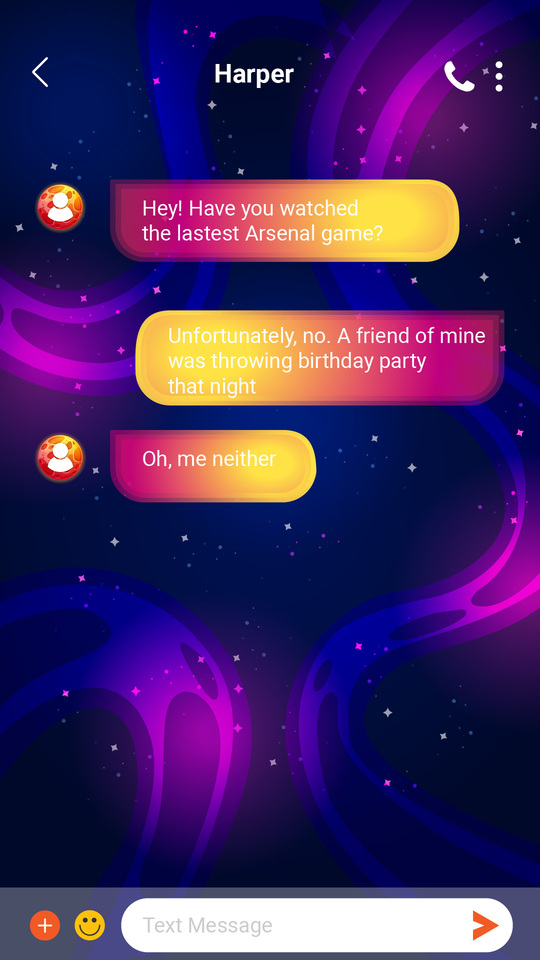 Harper
Hey! Have you watched
the lastest Arsenal game?
Unfortunately, no. A friend of mine
was throwing birthday party
that night
Oh, me neither
Text Message